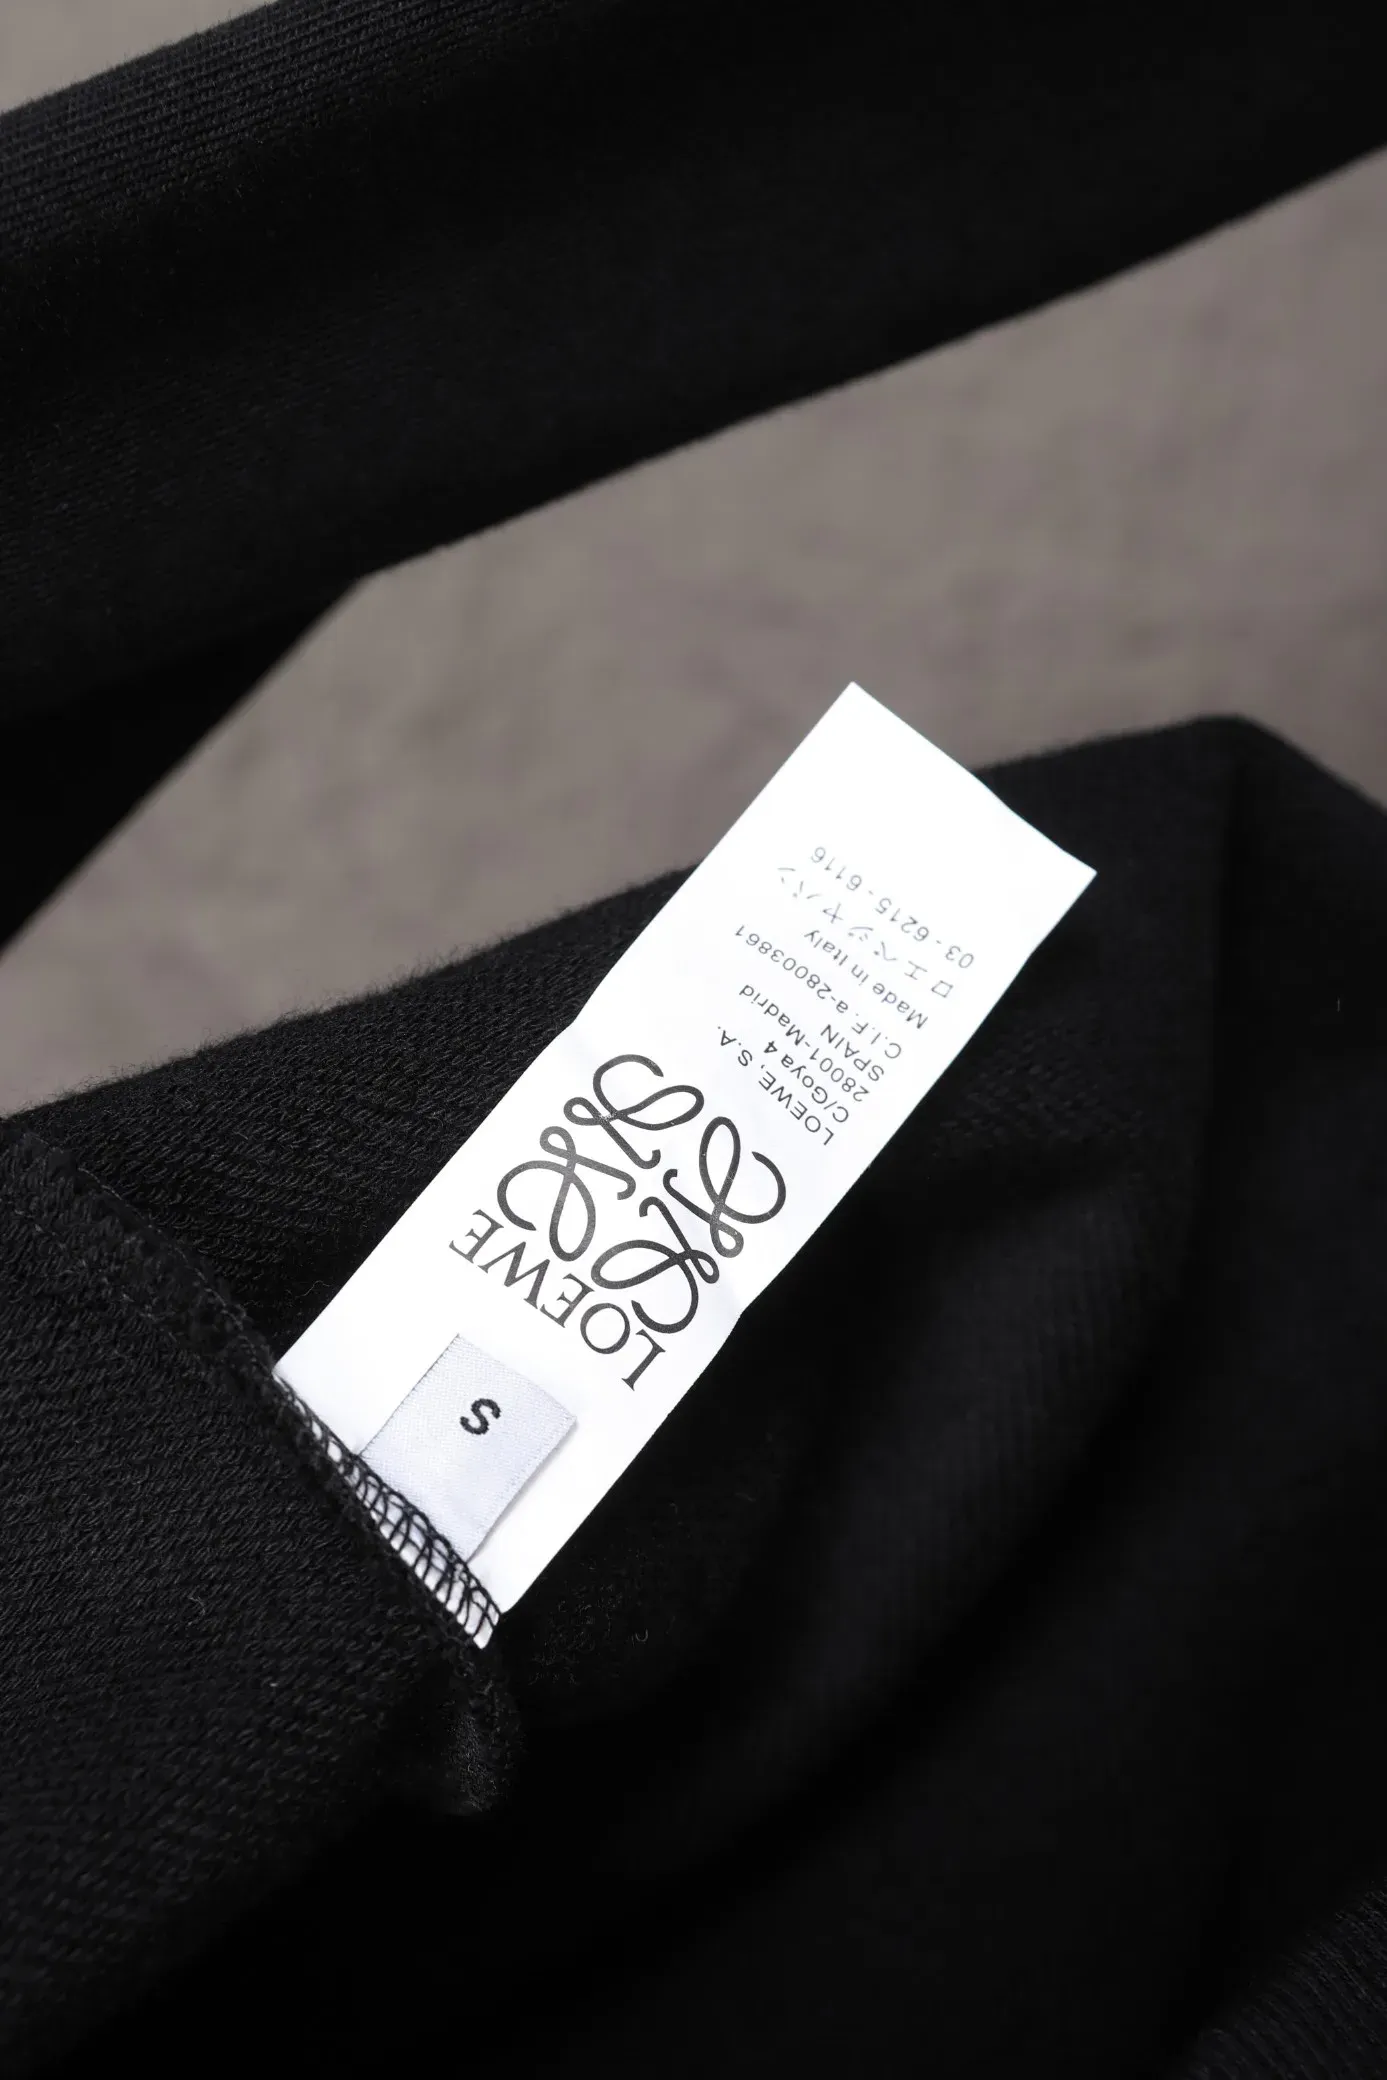 S
LOEWE
LOEWE, S.A.
C/Goya 4
28001-Madrid
SPAIN
C.I.F. a-28003861
Made in Italy
ロエベジャパン
03-6215-6116